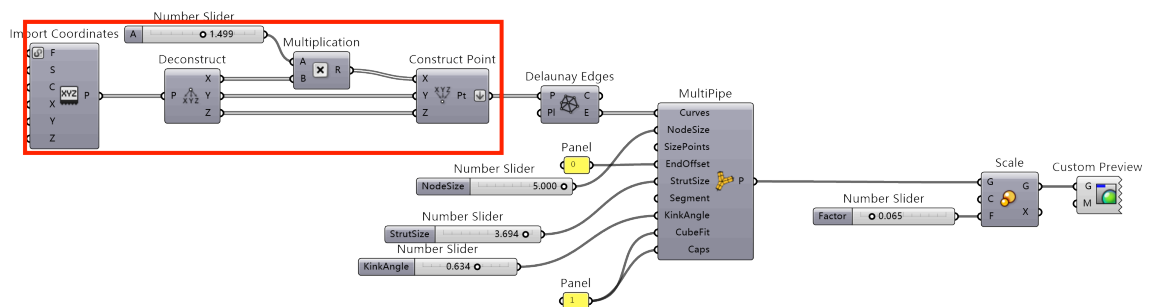 Number Slider
A 1.499
Import Coordinates
F
S
C
X
Y
Z
XYZ
P
Multiplication
A
B
R
Deconstruct
P
XYZ
X
Y
Z
Construct Point
X
Y
Z
XYZ
Pt
Delaunay Edges
P
Pl
C
E
MultiPipe
Curves
NodeSize
SizePoints
EndOffset
StrutSize
Segment
KinkAngle
CubeFit
Caps
P
Panel
0
Number Slider
NodeSize 5.000
Number Slider
StrutSize 3.694
Number Slider
KinkAngle 0.634
Panel
1
Number Slider
Factor 0.065
Scale
G
C
F
G
X
Custom Preview
G
M